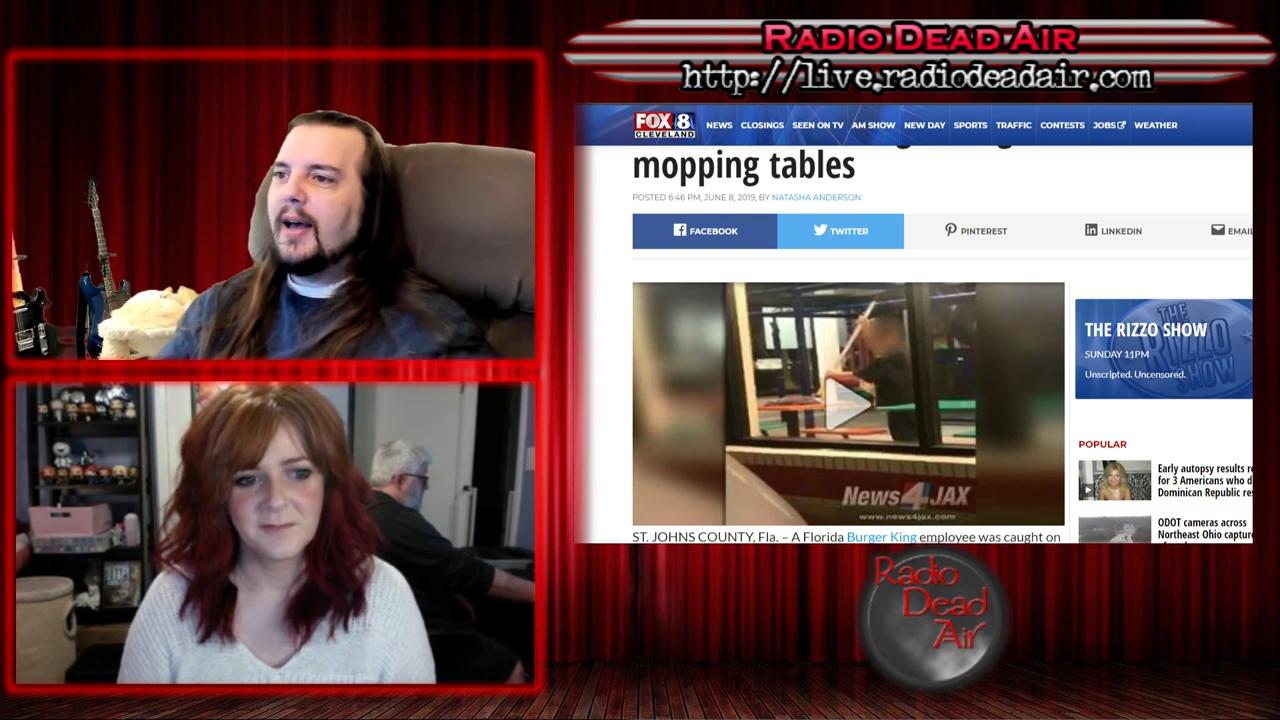 RADIO DEAD AIR
http://live.radiodeadair.com
FOX 8
CLEVELAND
NEWS CLOSINGS SEEN ON TV AM SHOW NEW DAY SPORTS TRAFFIC CONTESTS JOBS WEATHER
mopping tables
POSTED 6:46 PM, JUNE 8, 2019, BY NATASHA ANDERSON
FACEBOOK TWITTER PINTEREST LINKEDIN EMAIL
News4JAX
www.news4jax.com
ST. JOHNS COUNTY, Fla. – A Florida Burger King employee was caught on
THE RIZZO SHOW
SUNDAY 11PM
Unscripted. Uncensored.
POPULAR
Early autopsy results re
for 3 Americans who d
Dominican Republic res
ODOT cameras across
Northeast Ohio capture
Radio
Dead
Air